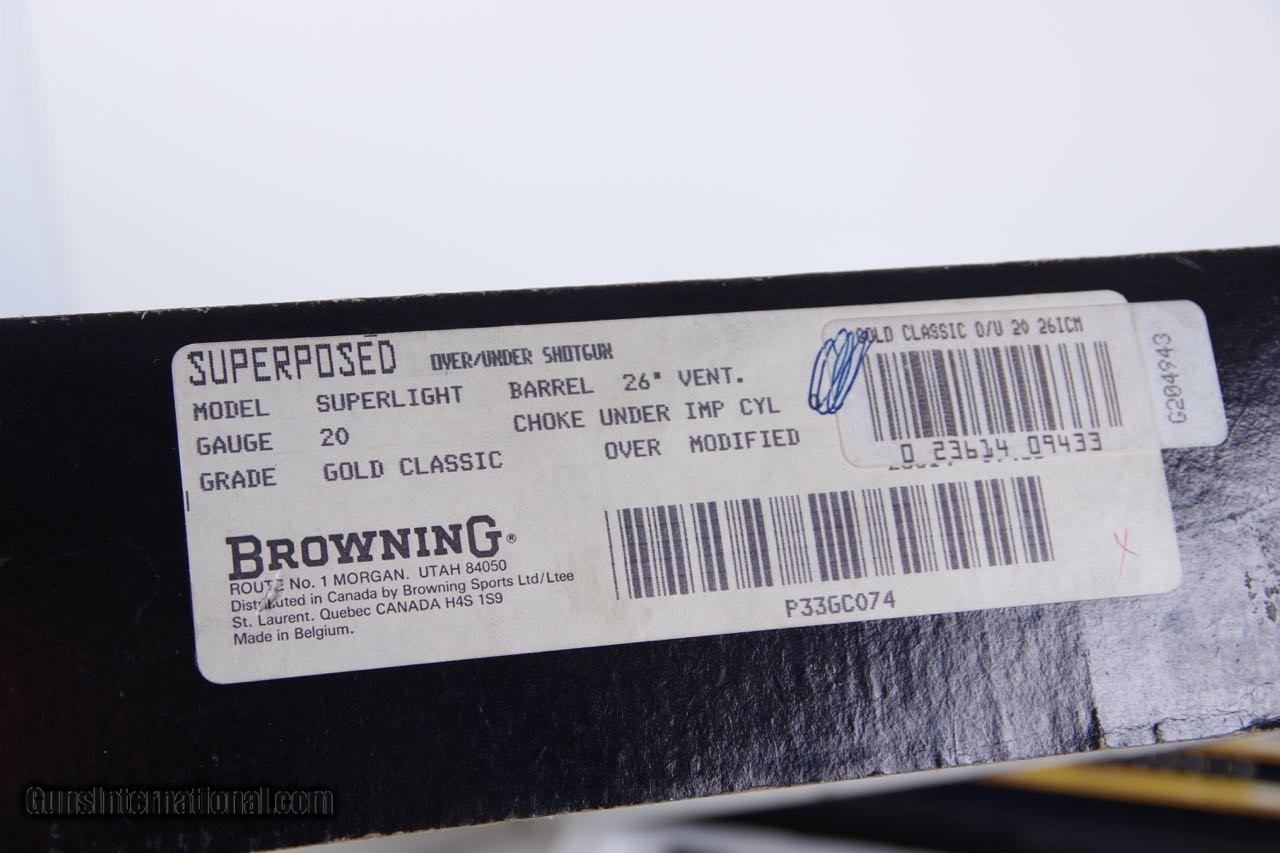 SUPERPOSED OVER/UNDER SHOTGUN
MODEL SUPERLIGHT BARREL 26" VENT.
GAUGE 20 CHOKE UNDER IMP CYL
OVER MODIFIED
GRADE GOLD CLASSIC
GOLD CLASSIC O/U 20 26ICM
0 23614 09433
G204943
BROWNING®
ROUTE No. 1 MORGAN. UTAH 84050
Distributed in Canada by Browning Sports Ltd/Ltee
St. Laurent. Quebec CANADA H4S 1S9
Made in Belgium.
P33GC074
X
GunsInternational.com